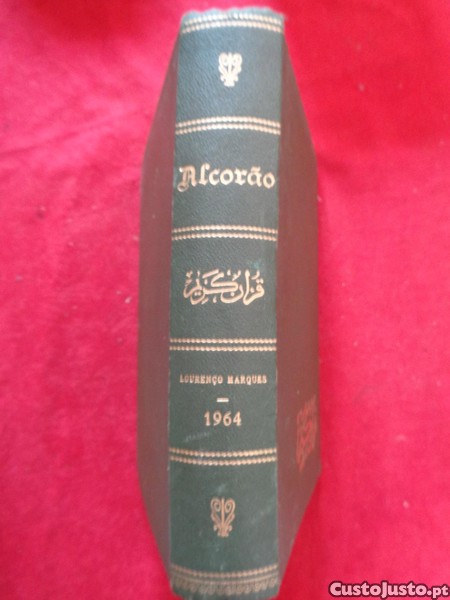 Alcorão
قرآن كريم
LOURENÇO MARQUES
1964
CustoJusto.pt